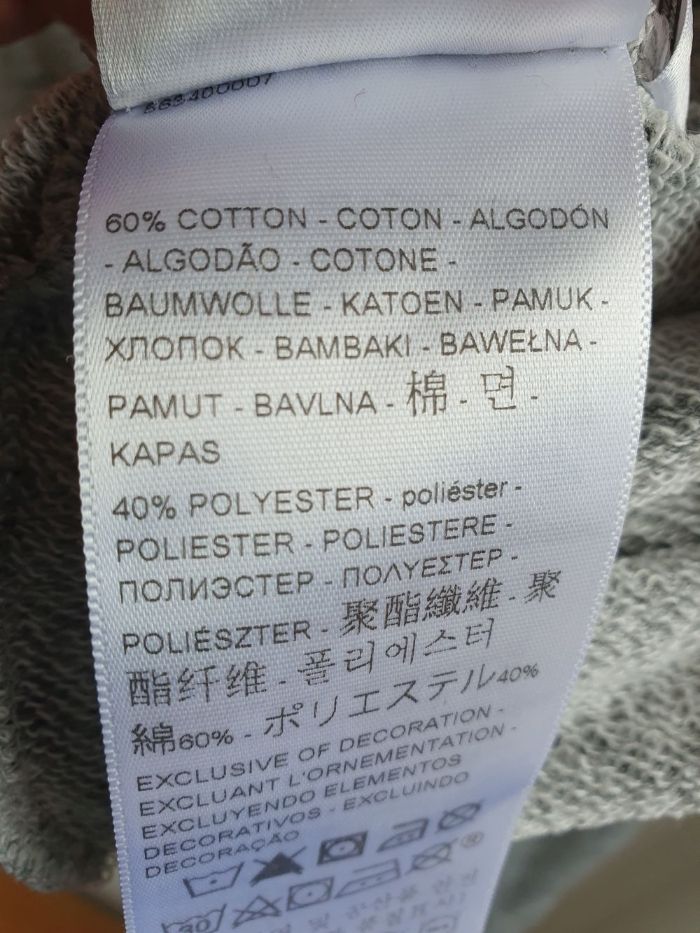 663400007
60% COTTON - COTON - ALGODÓN
- ALGODÃO - COTONE -
BAUMWOLLE - KATOEN - PAMUK -
ХЛОПОК - BAMBAKI - BAWEŁNA -
PAMUT - BAVLNA - 棉 - 면 -
KAPAS
40% POLYESTER - poliéster -
POLIESTER - POLIESTERE -
ПОЛИЭСТЕР - ΠΟΛΥΕΣΤΕΡ -
POLIÉSZTER - 聚酯纖維 - 聚
酯纤维 - 폴리에스터
綿60% - ポリエステル40%
EXCLUSIVE OF DECORATION -
EXCLUANT L'ORNEMENTATION -
EXCLUYENDO ELEMENTOS
DECORATIVOS - EXCLUINDO
DECORAÇÃO
30